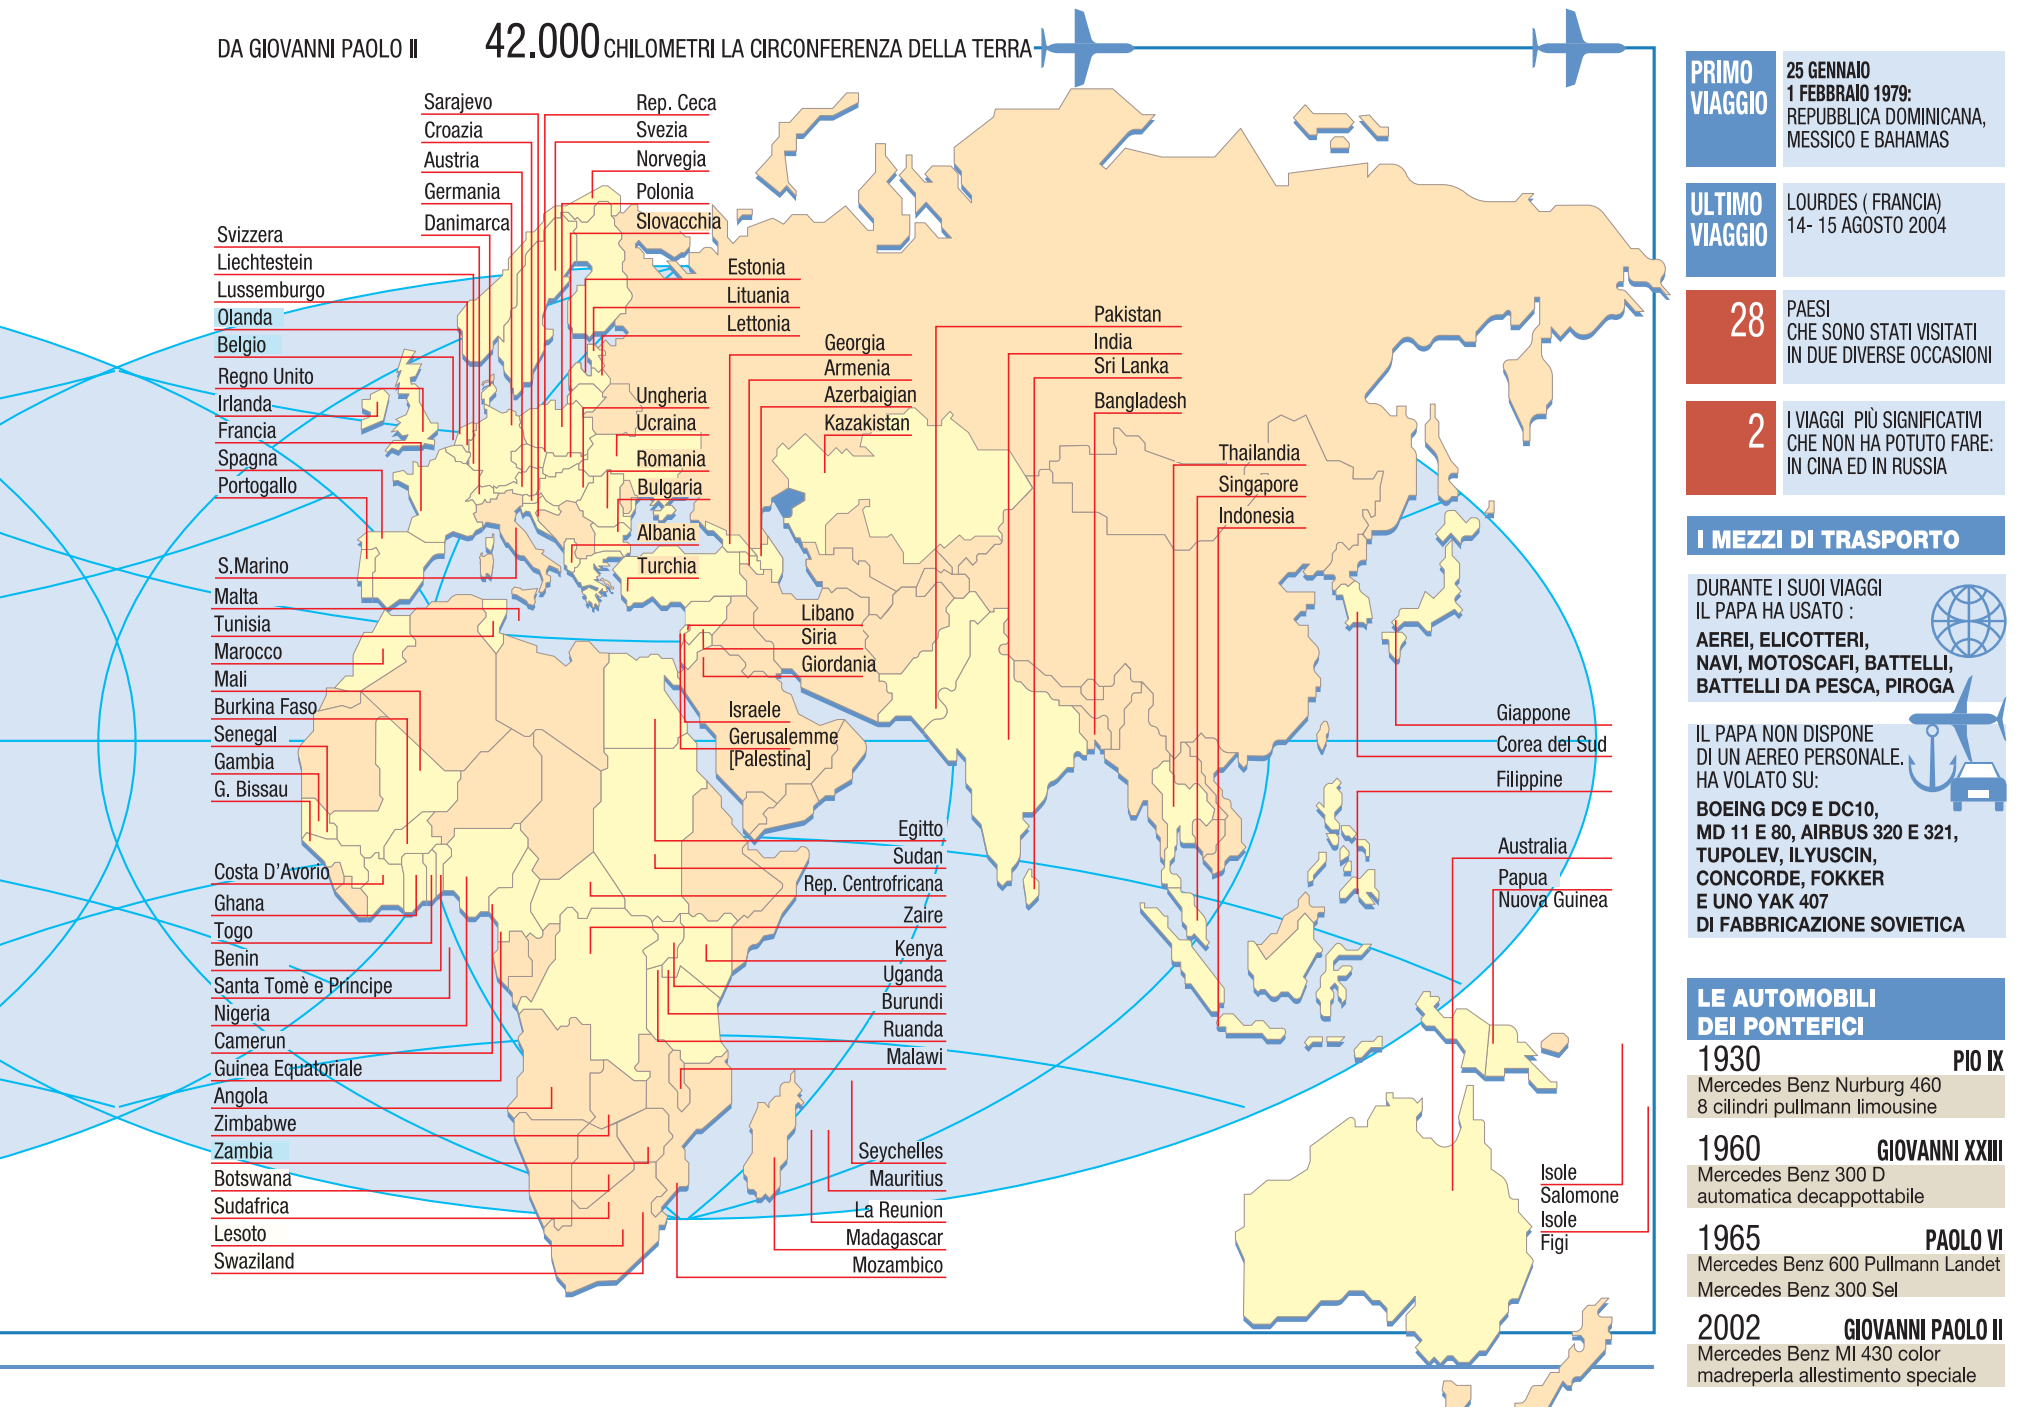 DA GIOVANNI PAOLO II 42.000 CHILOMETRI LA CIRCONFERENZA DELLA TERRA
Sarajevo
Croazia
Austria
Germania
Danimarca
Rep. Ceca
Svezia
Norvegia
Polonia
Slovacchia
Svizzera
Liechtestein
Lussemburgo
Olanda
Belgio
Regno Unito
Irlanda
Francia
Spagna
Portogallo
S.Marino
Malta
Tunisia
Marocco
Mali
Burkina Faso
Senegal
Gambia
G. Bissau
Costa D'Avorio
Ghana
Togo
Benin
Santa Tomè e Principe
Nigeria
Camerun
Guinea Equatoriale
Angola
Zimbabwe
Zambia
Botswana
Sudafrica
Lesoto
Swaziland
Estonia
Lituania
Lettonia
Ungheria
Ucraina
Romania
Bulgaria
Albania
Turchia
Georgia
Armenia
Azerbaigian
Kazakistan
Libano
Siria
Giordania
Israele
Gerusalemme
[Palestina]
Egitto
Sudan
Rep. Centrofricana
Zaire
Kenya
Uganda
Burundi
Ruanda
Malawi
Seychelles
Mauritius
La Reunion
Madagascar
Mozambico
Pakistan
India
Sri Lanka
Bangladesh
Thailandia
Singapore
Indonesia
Giappone
Corea del Sud
Filippine
Australia
Papua
Nuova Guinea
Isole
Salomone
Isole
Figi
PRIMO
VIAGGIO
25 GENNAIO
1 FEBBRAIO 1979:
REPUBBLICA DOMINICANA,
MESSICO E BAHAMAS
ULTIMO
VIAGGIO
LOURDES ( FRANCIA)
14- 15 AGOSTO 2004
28
PAESI
CHE SONO STATI VISITATI
IN DUE DIVERSE OCCASIONI
2
I VIAGGI PIÙ SIGNIFICATIVI
CHE NON HA POTUTO FARE:
IN CINA ED IN RUSSIA
I MEZZI DI TRASPORTO
DURANTE I SUOI VIAGGI
IL PAPA HA USATO :
AEREI, ELICOTTERI,
NAVI, MOTOSCAFI, BATTELLI,
BATTELLI DA PESCA, PIROGA
IL PAPA NON DISPONE
DI UN AEREO PERSONALE.
HA VOLATO SU:
BOEING DC9 E DC10,
MD 11 E 80, AIRBUS 320 E 321,
TUPOLEV, ILYUSCIN,
CONCORDE, FOKKER
E UNO YAK 407
DI FABBRICAZIONE SOVIETICA
LE AUTOMOBILI
DEI PONTEFICI
1930 PIO IX
Mercedes Benz Nurburg 460
8 cilindri pullmann limousine
1960 GIOVANNI XXIII
Mercedes Benz 300 D
automatica decappottabile
1965 PAOLO VI
Mercedes Benz 600 Pullmann Landet
Mercedes Benz 300 Sel
2002 GIOVANNI PAOLO II
Mercedes Benz Ml 430 color
madreperla allestimento speciale